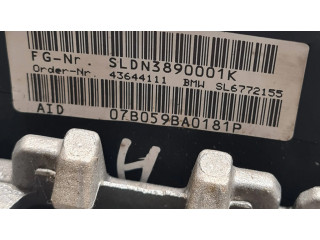 FG-Nr. SLDN3890001K
Order-Nr. 43644111 BMW SL6772155
AID 07B059BA0181P
H